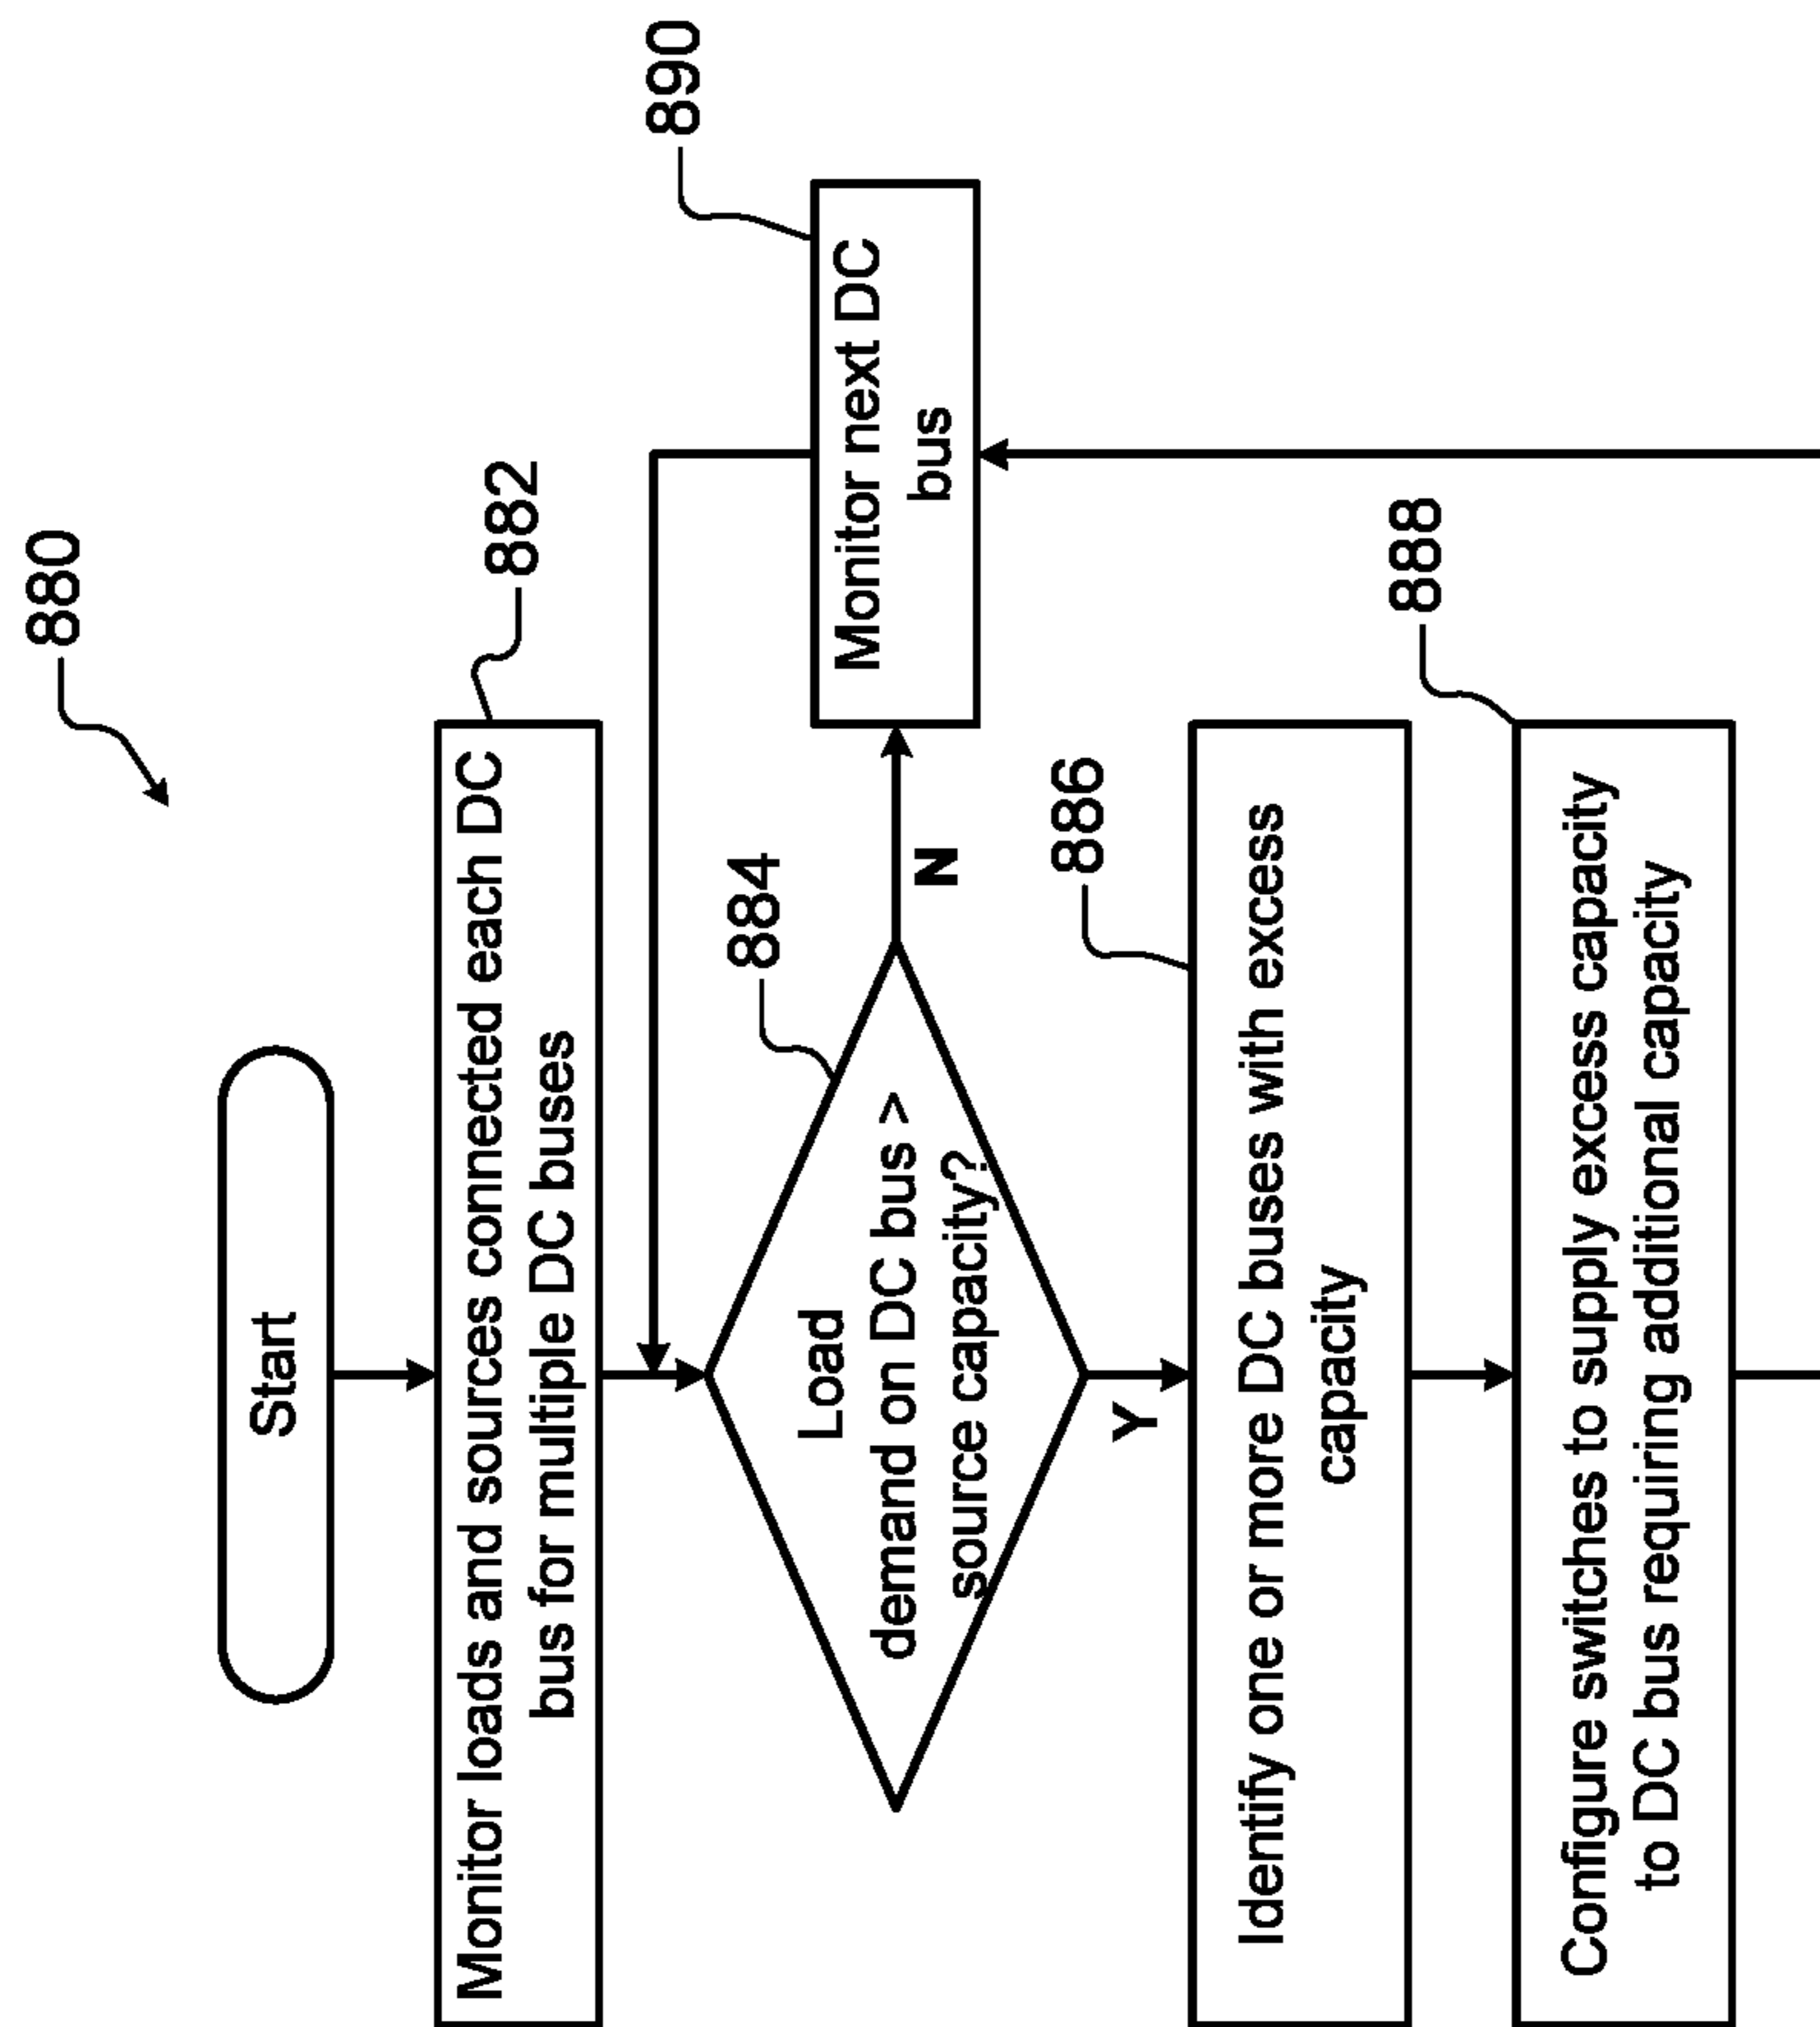 880
Start
882
Monitor loads and sources connected each DC
bus for multiple DC buses
884
Load
demand on DC bus >
source capacity?
N
890
Monitor next DC
bus
Y
886
Identify one or more DC buses with excess
capacity
888
Configure switches to supply excess capacity
to DC bus requiring additional capacity